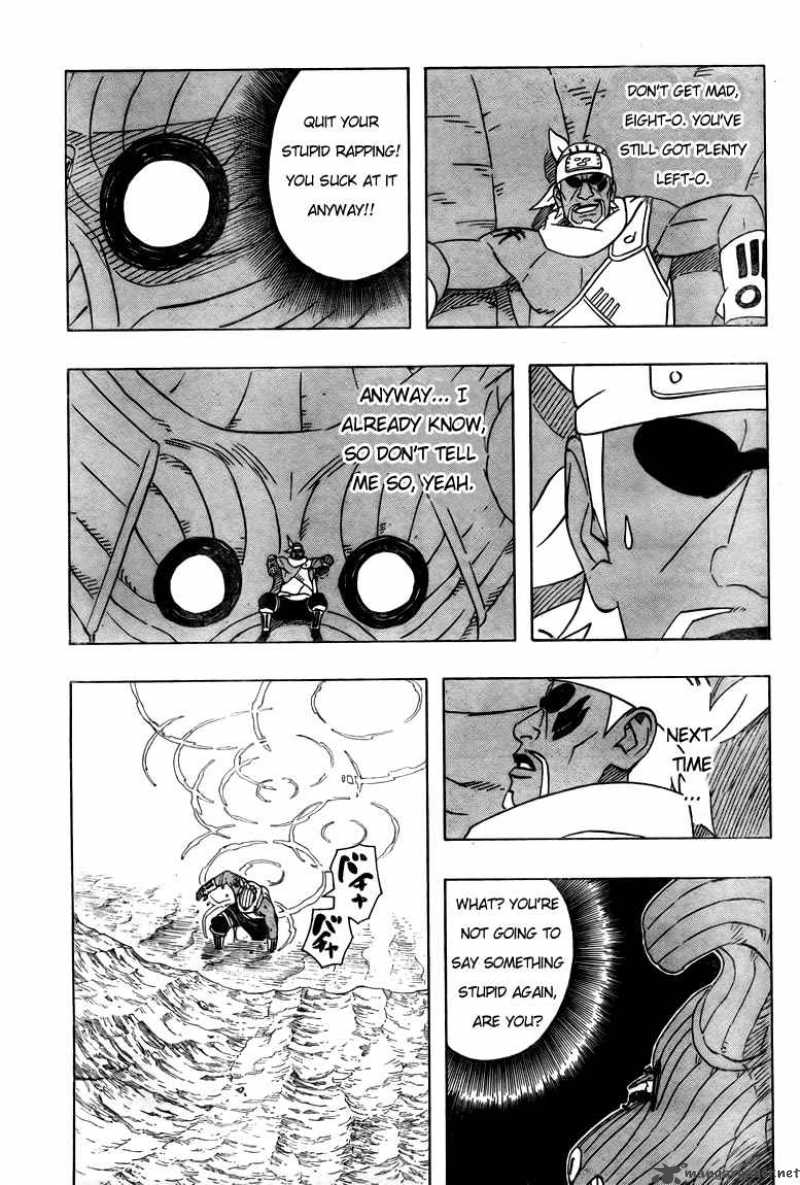 DON'T GET MAD,
EIGHT-O. YOU'VE
STILL GOT PLENTY
LEFT-O.
QUIT YOUR
STUPID RAPPING!
YOU SUCK AT IT
ANYWAY!!
ANYWAY... I
ALREADY KNOW,
SO DON'T TELL
ME SO, YEAH.
NEXT
TIME
...
バチャ
バチャ
WHAT? YOU'RE
NOT GOING TO
SAY SOMETHING
STUPID AGAIN,
ARE YOU?